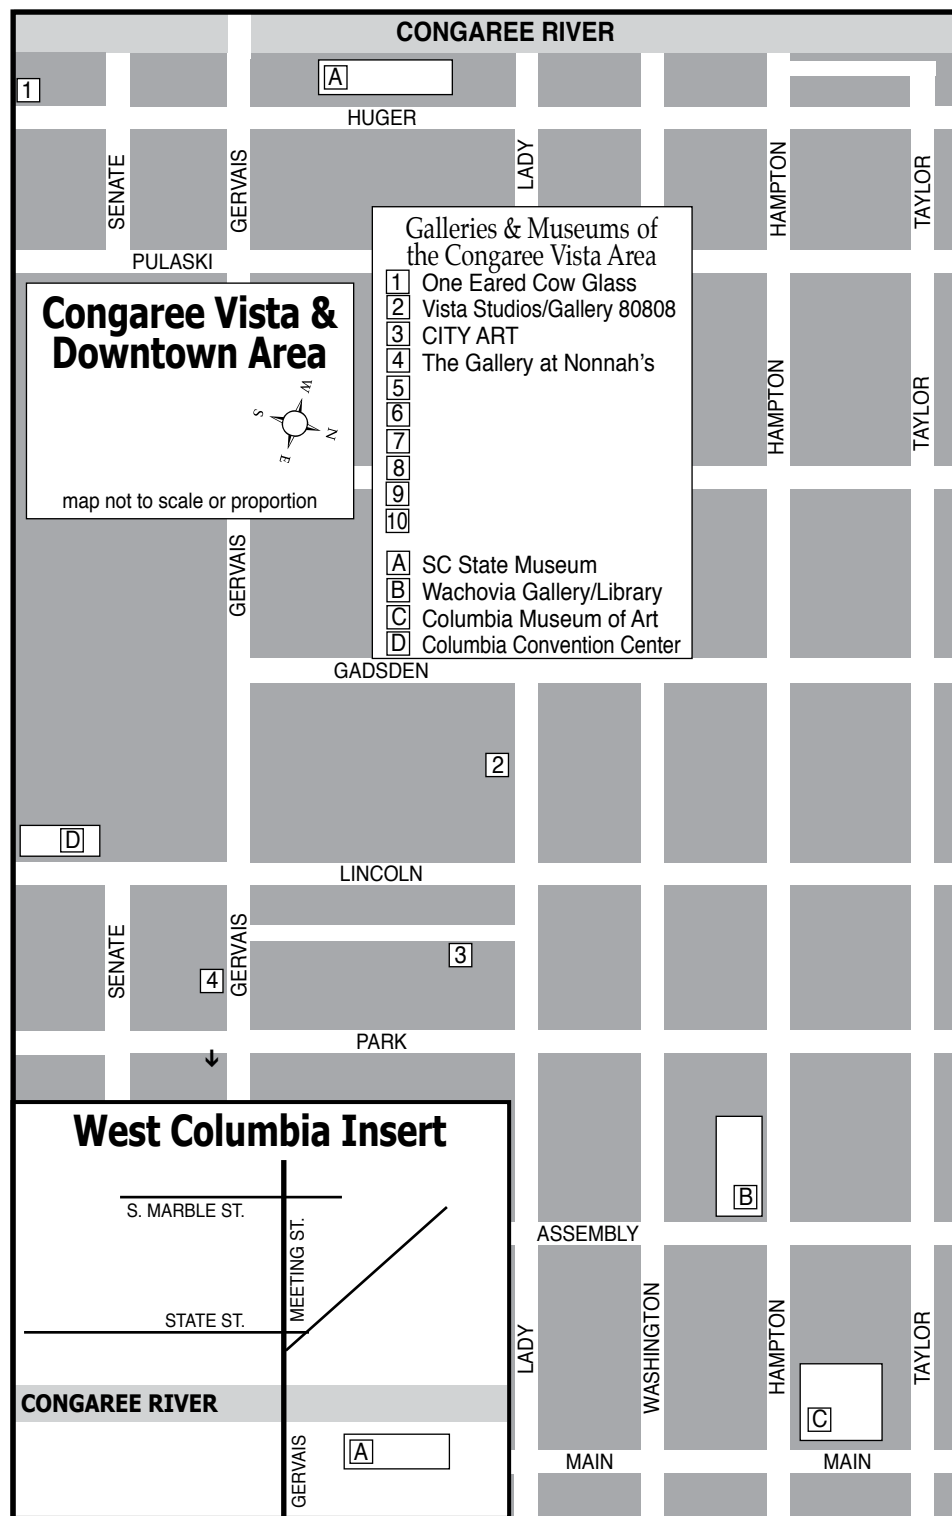 CONGAREE RIVER
1
A
HUGER
SENATE
GERVAIS
LADY
HAMPTON
TAYLOR
PULASKI
Galleries & Museums of
the Congaree Vista Area
1 One Eared Cow Glass
2 Vista Studios/Gallery 80808
3 CITY ART
4 The Gallery at Nonnah's
5
6
7
8
9
10
A SC State Museum
B Wachovia Gallery/Library
C Columbia Museum of Art
D Columbia Convention Center
Congaree Vista &
Downtown Area
W
S
N
E
map not to scale or proportion
HAMPTON
TAYLOR
GERVAIS
GADSDEN
2
D
LINCOLN
SENATE
GERVAIS
3
4
PARK
West Columbia Insert
S. MARBLE ST.
MEETING ST.
STATE ST.
CONGAREE RIVER
GERVAIS
A
B
ASSEMBLY
LADY
WASHINGTON
HAMPTON
TAYLOR
C
MAIN
MAIN